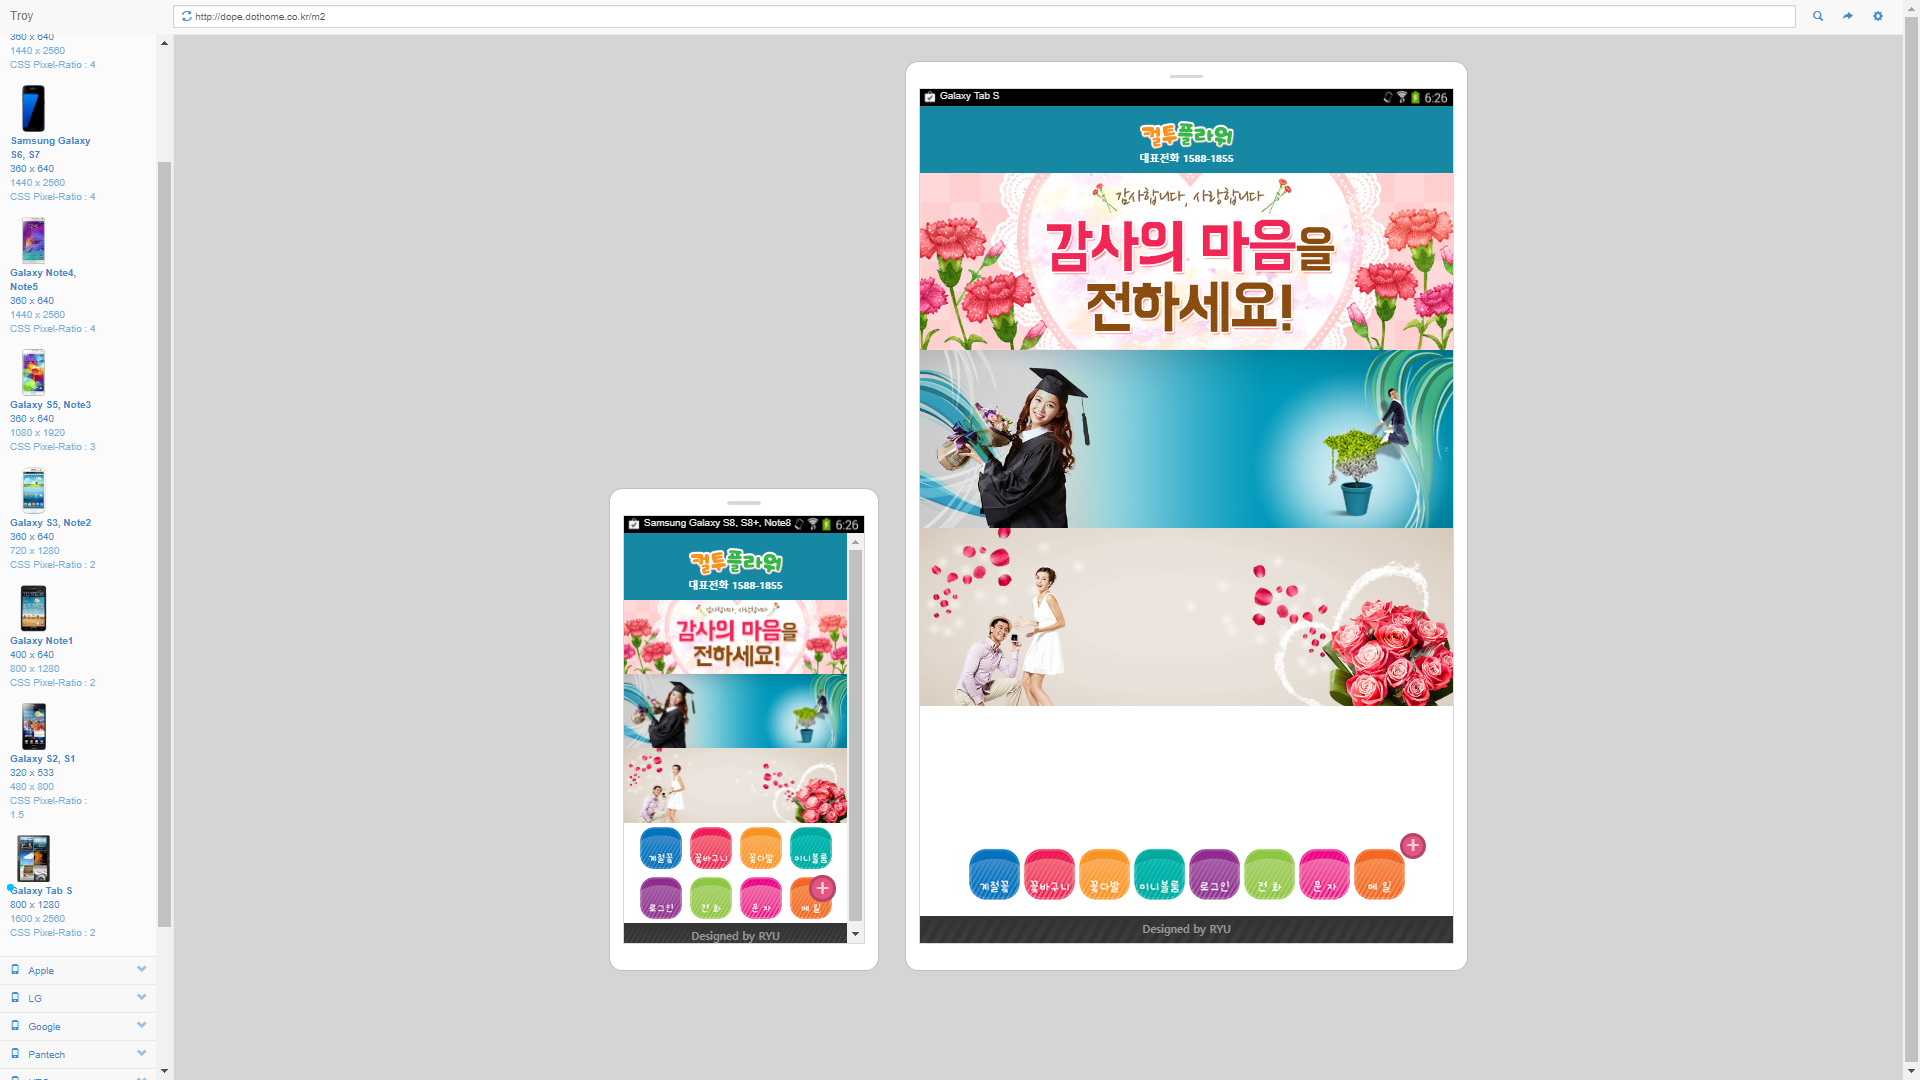 Troy
http://dope.dothome.co.kr/m2
360 x 640
1440 x 2560
CSS Pixel-Ratio : 4
Samsung Galaxy
S6, S7
360 x 640
1440 x 2560
CSS Pixel-Ratio : 4
Galaxy Note4,
Note5
360 x 640
1440 x 2560
CSS Pixel-Ratio : 4
Galaxy S5, Note3
360 x 640
1080 x 1920
CSS Pixel-Ratio : 3
Galaxy S3, Note2
360 x 640
720 x 1280
CSS Pixel-Ratio : 2
Galaxy Note1
400 x 640
800 x 1280
CSS Pixel-Ratio : 2
Galaxy S2, S1
320 x 533
480 x 800
CSS Pixel-Ratio :
1.5
Galaxy Tab S
800 x 1280
1600 x 2560
CSS Pixel-Ratio : 2
Apple
LG
Google
Pantech
Samsung Galaxy S8, S8+, Note8 6:26
컬투플라워
대표전화 1588-1855
감사합니다, 사랑합니다
감사의 마음을
전하세요!
계절꽃 꽃바구니 꽃다발 이니블룸
로그인 전 화 문 자 메 일
Designed by RYU
Galaxy Tab S 6:26
컬투플라워
대표전화 1588-1855
감사합니다, 사랑합니다
감사의 마음을
전하세요!
계절꽃 꽃바구니 꽃다발 이니블룸 로그인 전 화 문 자 메 일
Designed by RYU